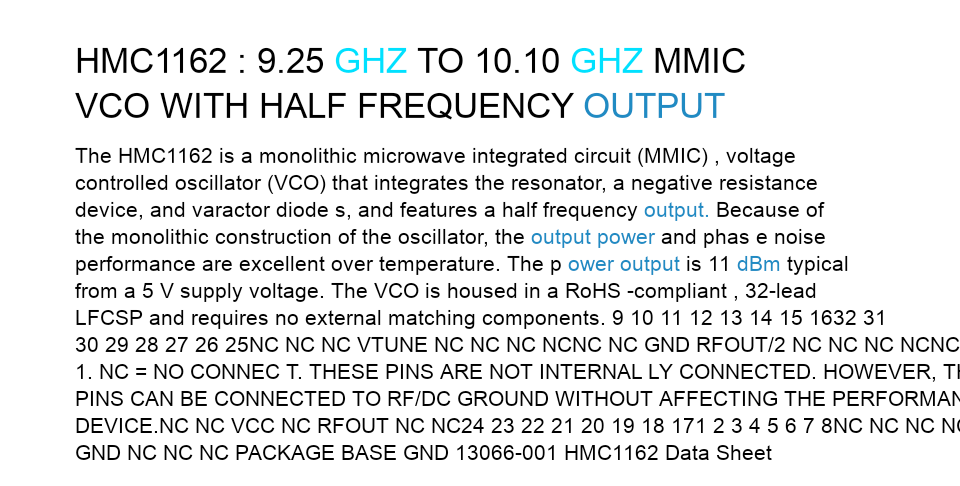 HMC1162 : 9.25 GHZ TO 10.10 GHZ MMIC
VCO WITH HALF FREQUENCY OUTPUT
The HMC1162 is a monolithic microwave integrated circuit (MMIC) , voltage
controlled oscillator (VCO) that integrates the resonator, a negative resistance
device, and varactor diode s, and features a half frequency output. Because of
the monolithic construction of the oscillator, the output power and phas e noise
performance are excellent over temperature. The p ower output is 11 dBm typical
from a 5 V supply voltage. The VCO is housed in a RoHS -compliant , 32-lead
LFCSP and requires no external matching components. 9 10 11 12 13 14 15 1632 31
30 29 28 27 26 25NC NC NC VTUNE NC NC NC NCNC NC GND RFOUT/2 NC NC NC NCNC
1. NC = NO CONNEC T. THESE PINS ARE NOT INTERNAL LY CONNECTED. HOWEVER, TH
PINS CAN BE CONNECTED TO RF/DC GROUND WITHOUT AFFECTING THE PERFORMAN
DEVICE.NC NC VCC NC RFOUT NC NC24 23 22 21 20 19 18 171 2 3 4 5 6 7 8NC NC NC NC
GND NC NC NC PACKAGE BASE GND 13066-001 HMC1162 Data Sheet